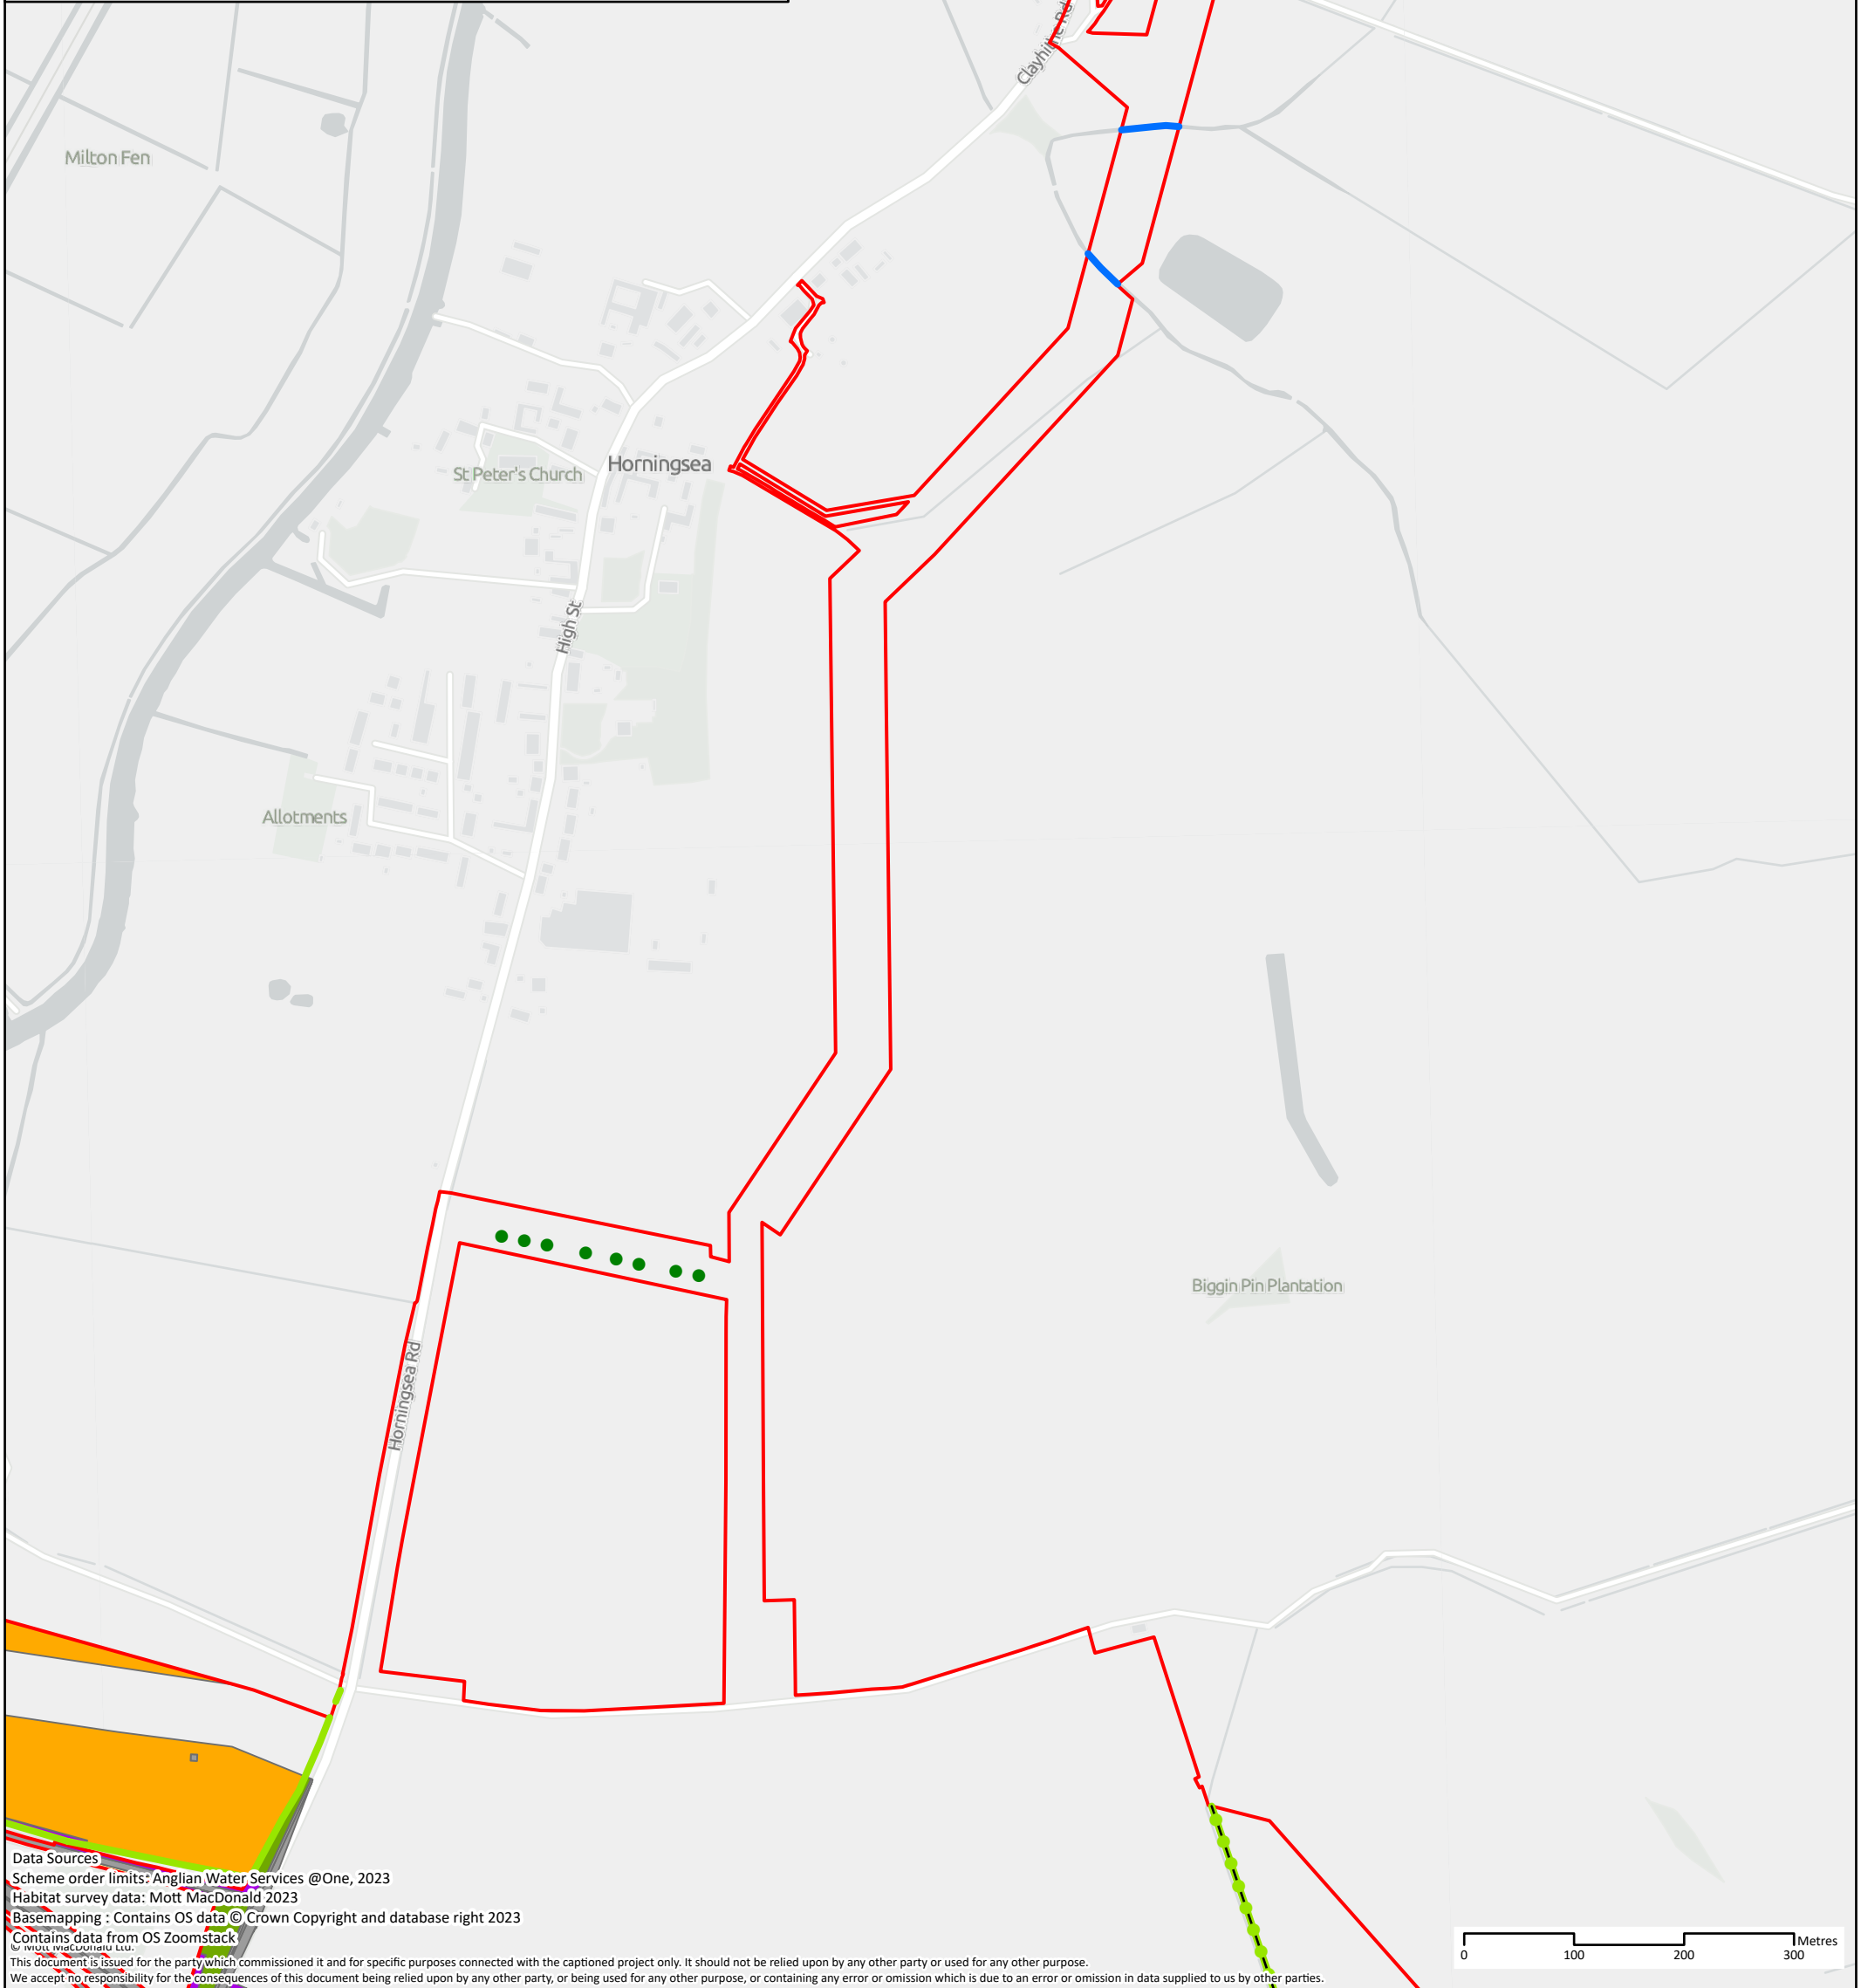 Clayhithe Rd
Milton Fen
St Peter's Church
Horningsea
High St
Allotments
Biggin Pin Plantation
Horningsea Rd
Data Sources
Scheme order limits: Anglian Water Services @One, 2023
Habitat survey data: Mott MacDonald 2023
Basemapping : Contains OS data © Crown Copyright and database right 2023
Contains data from OS Zoomstack
© Mott MacDonald Ltd.
This document is issued for the party which commissioned it and for specific purposes connected with the captioned project only. It should not be relied upon by any other party or used for any other purpose.
We accept no responsibility for the consequences of this document being relied upon by any other party, or being used for any other purpose, or containing any error or omission which is due to an error or omission in data supplied to us by other parties.
Metres
0 100 200 300